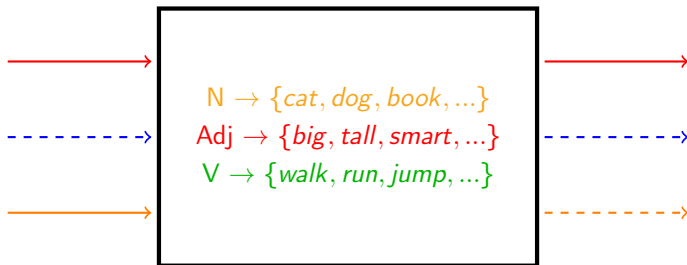 N → {cat, dog, book, ...}
Adj → {big, tall, smart, ...}
V → {walk, run, jump, ...}